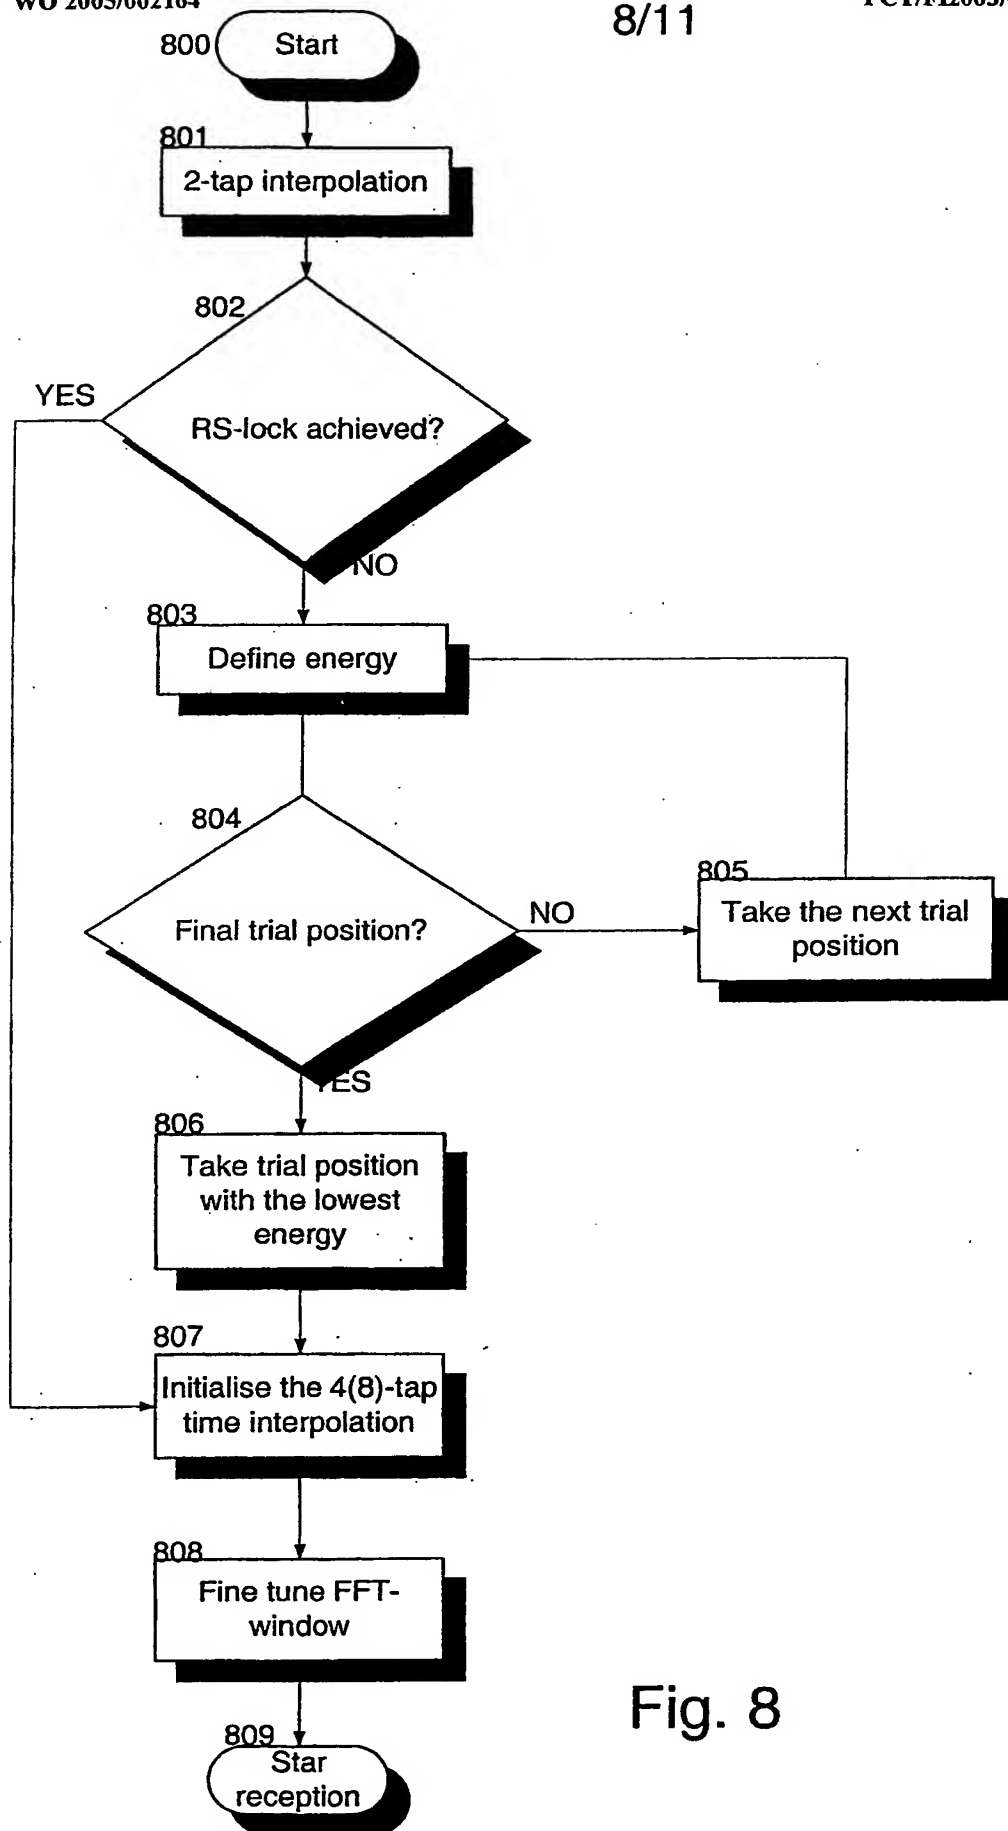 8/11
800
Start
801
2-tap interpolation
802
YES
RS-lock achieved?
NO
803
Define energy
804
Final trial position?
NO
805
Take the next trial
position
YES
806
Take trial position
with the lowest
energy
807
Initialise the 4(8)-tap
time interpolation
808
Fine tune FFT-
window
809
Star
reception
Fig. 8